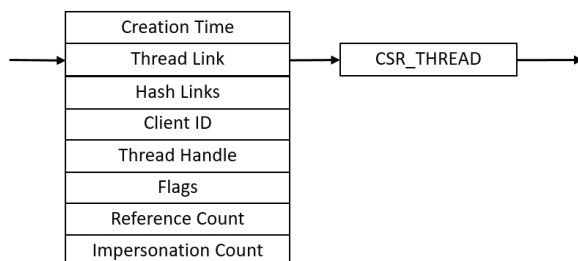 Creation Time
Thread Link
CSR_THREAD
Hash Links
Client ID
Thread Handle
Flags
Reference Count
Impersonation Count